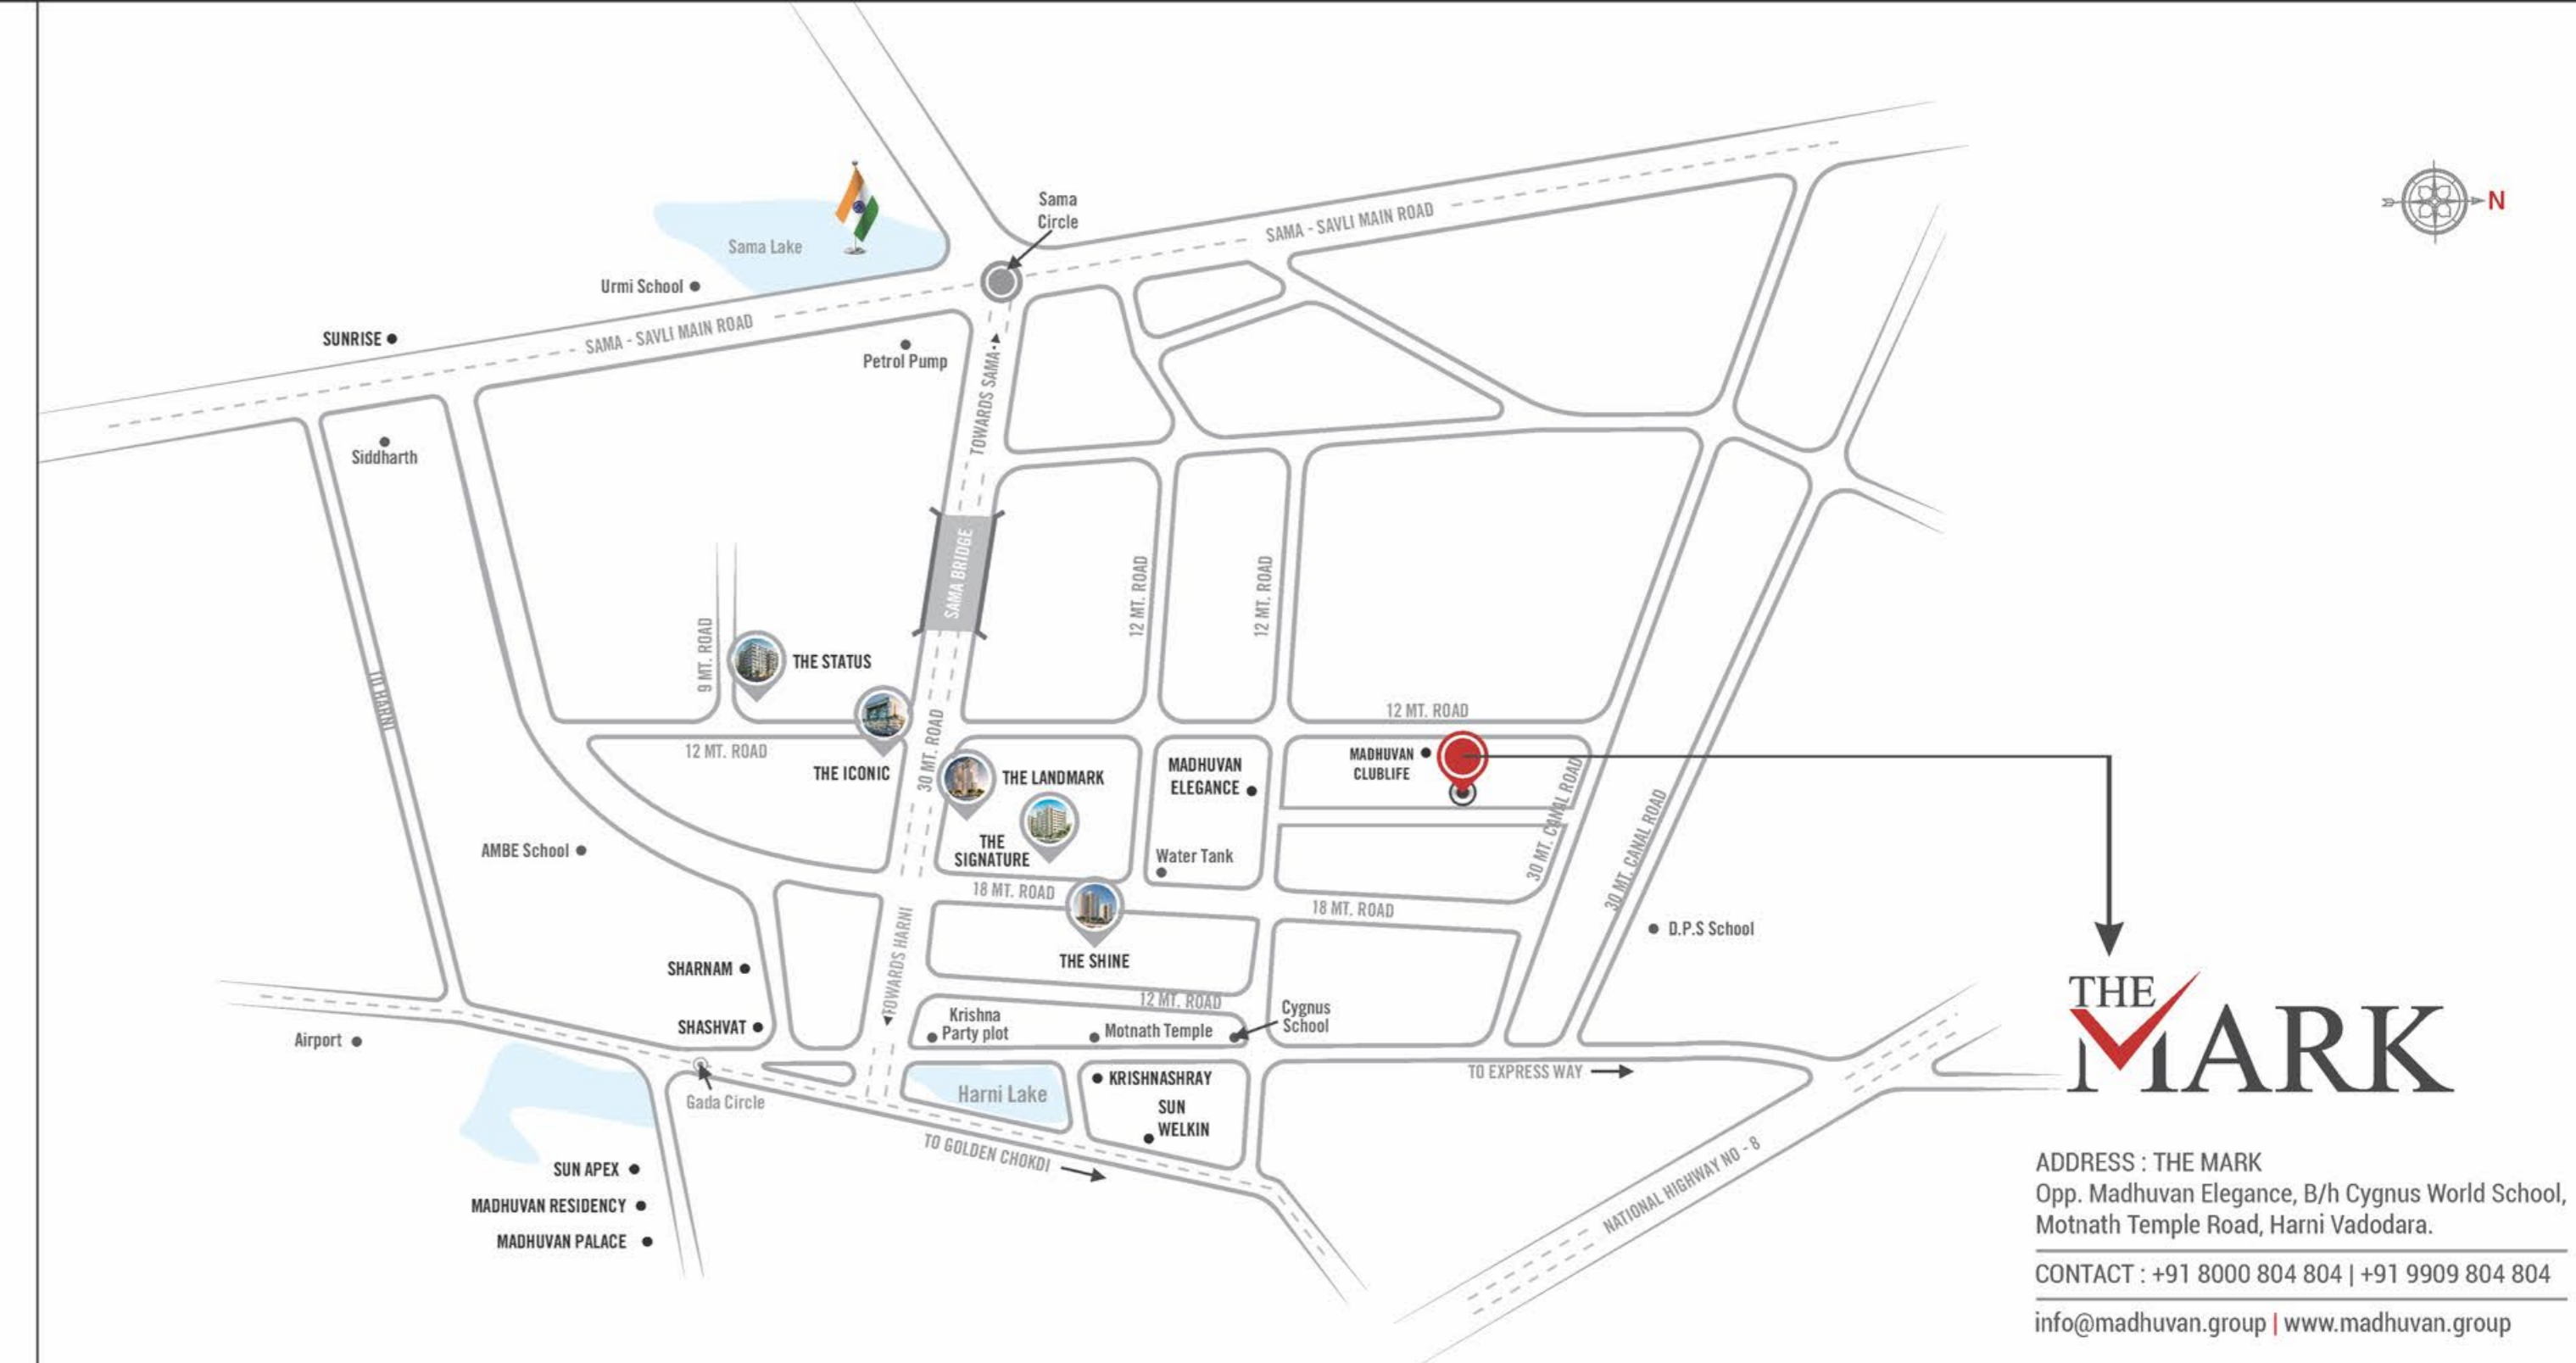 N
Sama
Circle
SAMA - SAVLI MAIN ROAD
Sama Lake
Urmi School
SUNRISE
SAMA - SAVLI MAIN ROAD
Petrol Pump
TOWARDS SAMA
Siddharth
SAMA BRIDGE
12 MT. ROAD
12 MT. ROAD
9 MT. ROAD
THE STATUS
TO HARNI
30 MT. ROAD
12 MT. ROAD
12 MT. ROAD
THE ICONIC
THE LANDMARK
MADHUVAN
ELEGANCE
MADHUVAN
CLUBLIFE
30 MT. CANAL ROAD
30 MT. CANAL ROAD
THE
SIGNATURE
AMBE School
Water Tank
18 MT. ROAD
18 MT. ROAD
D.P.S School
THE SHINE
TOWARDS HARNI
SHARNAM
12 MT. ROAD
SHASHVAT
Krishna
Party plot
Motnath Temple
Cygnus
School
Airport
Gada Circle
Harni Lake
KRISHNASHRAY
SUN
WELKIN
TO EXPRESS WAY
TO GOLDEN CHOKDI
NATIONAL HIGHWAY NO - 8
SUN APEX
MADHUVAN RESIDENCY
MADHUVAN PALACE
THE
MARK
ADDRESS : THE MARK
Opp. Madhuvan Elegance, B/h Cygnus World School,
Motnath Temple Road, Harni Vadodara.
CONTACT : +91 8000 804 804 | +91 9909 804 804
info@madhuvan.group | www.madhuvan.group